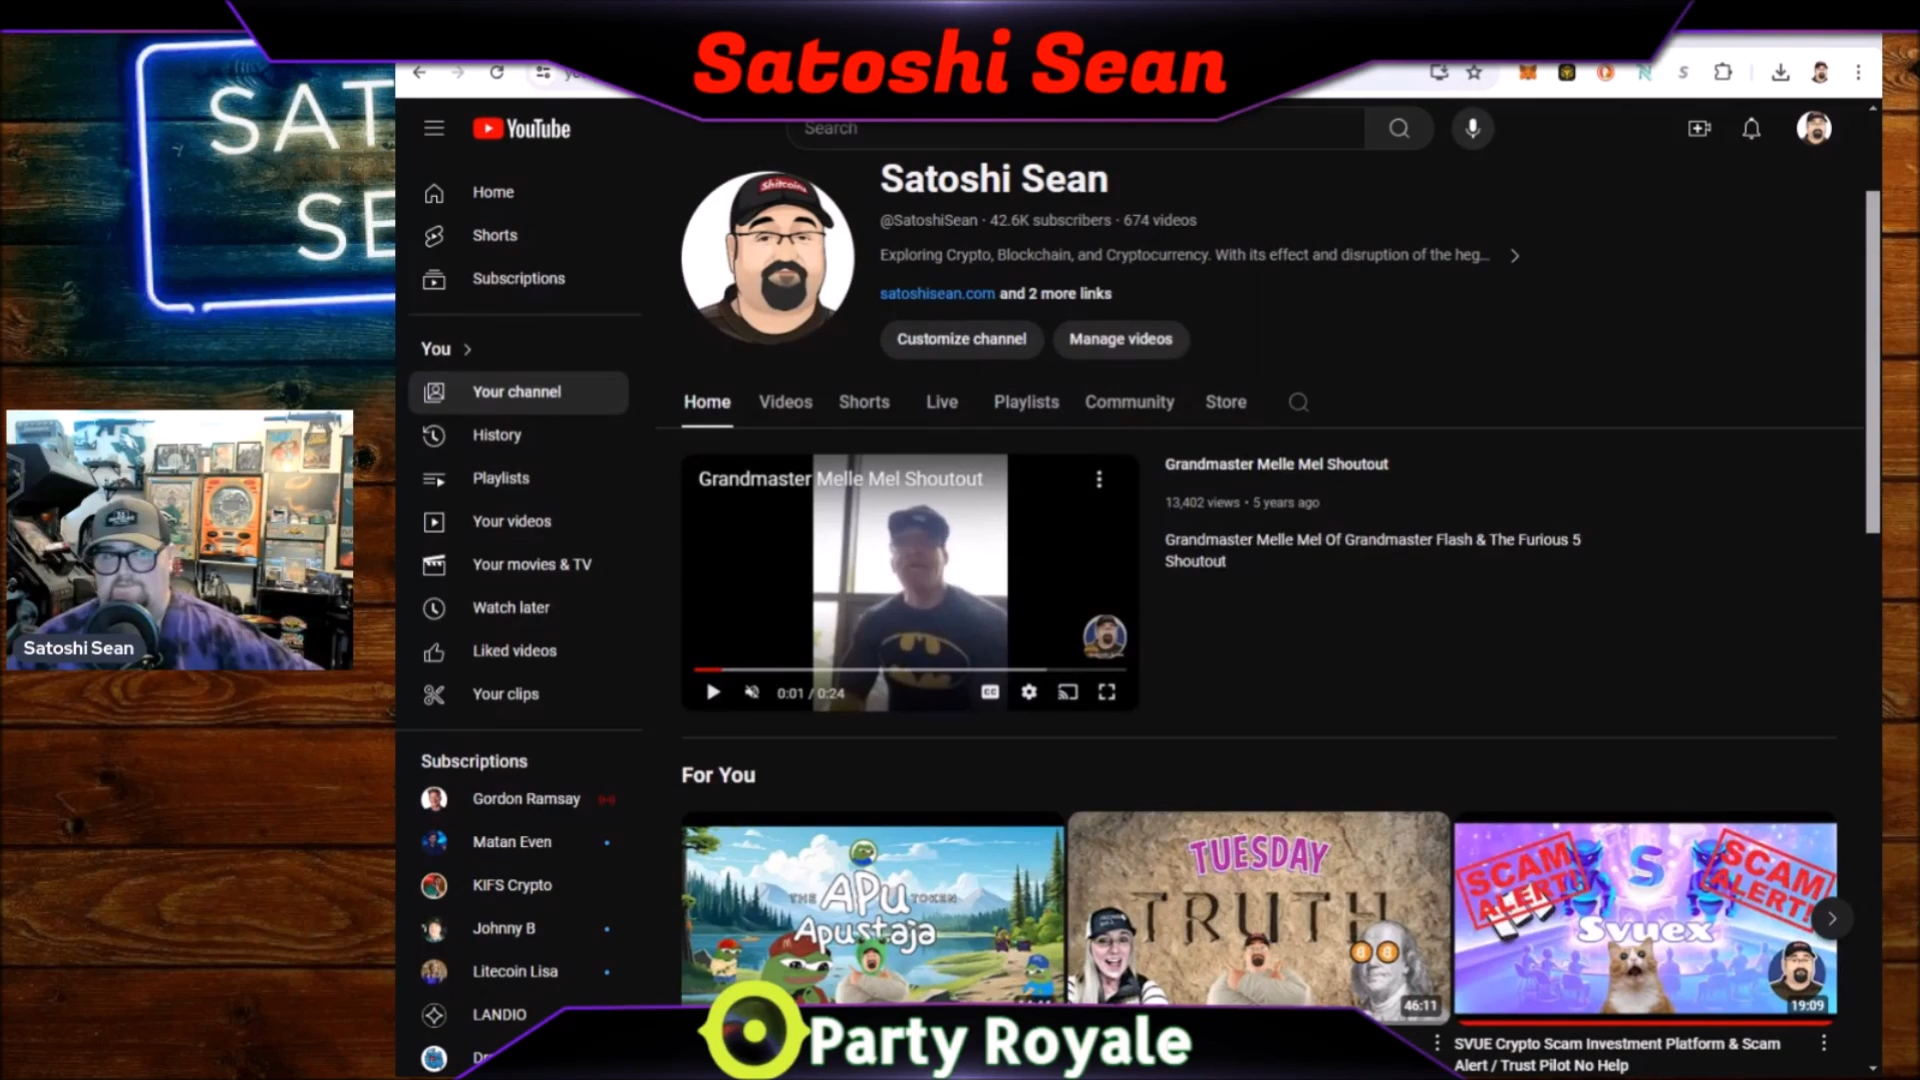 Satoshi Sean
SAT
SE
YouTube
Search
Home
Shorts
Subscriptions
You
Your channel
History
Playlists
Your videos
Your movies & TV
Watch later
Liked videos
Your clips
Subscriptions
Gordon Ramsay
Matan Even
KIFS Crypto
Johnny B
Litecoin Lisa
LANDIO
Satoshi Sean
Shitcoins
Satoshi Sean
@SatoshiSean · 42.6K subscribers · 674 videos
Exploring Crypto, Blockchain, and Cryptocurrency. With its effect and disruption of the heg...
satoshisean.com and 2 more links
Customize channel
Manage videos
Home Videos Shorts Live Playlists Community Store
Grandmaster Melle Mel Shoutout
CC
0:01 / 0:24
Grandmaster Melle Mel Shoutout
13,402 views · 5 years ago
Grandmaster Melle Mel Of Grandmaster Flash & The Furious 5
Shoutout
For You
THE APU TOKEN
Apustaja
TUESDAY
TRUTH
46:11
SCAM
ALERT!
S
SCAM
ALERT!
Svuex
19:09
SVUE Crypto Scam Investment Platform & Scam
Alert / Trust Pilot No Help
Party Royale